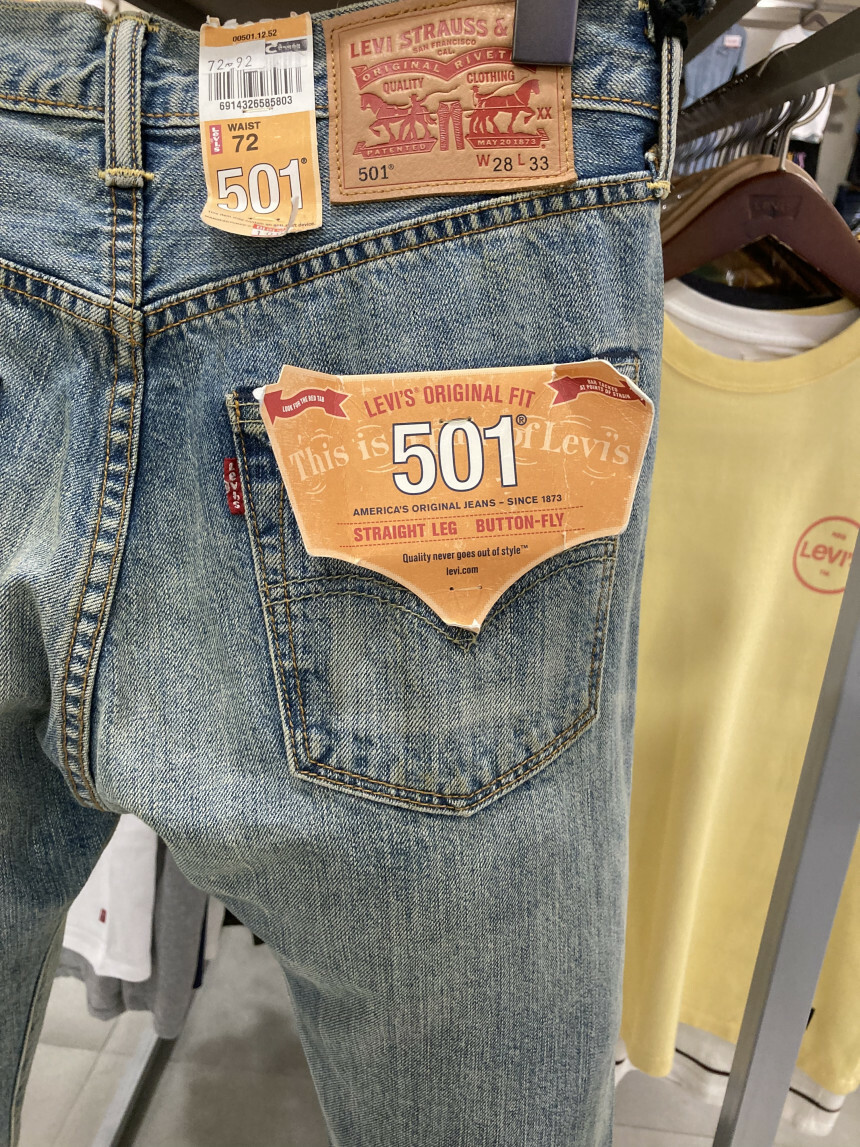 00501.12.52
72~92
6914326585803
WAIST
72
501®
LEVI STRAUSS &
SAN FRANCISCO
CAL.
ORIGINAL RIVETED
QUALITY CLOTHING
XX
PATENTED MAY 20 1873
501® W 28 L 33
LOOK FOR THE RED TAB
BAR TACKED
AT POINTS OF STRAIN
LEVI'S® ORIGINAL FIT
This is a of Levi's
501®
AMERICA'S ORIGINAL JEANS – SINCE 1873
STRAIGHT LEG BUTTON-FLY
Quality never goes out of style™
levi.com
Levi's
LEVI'S